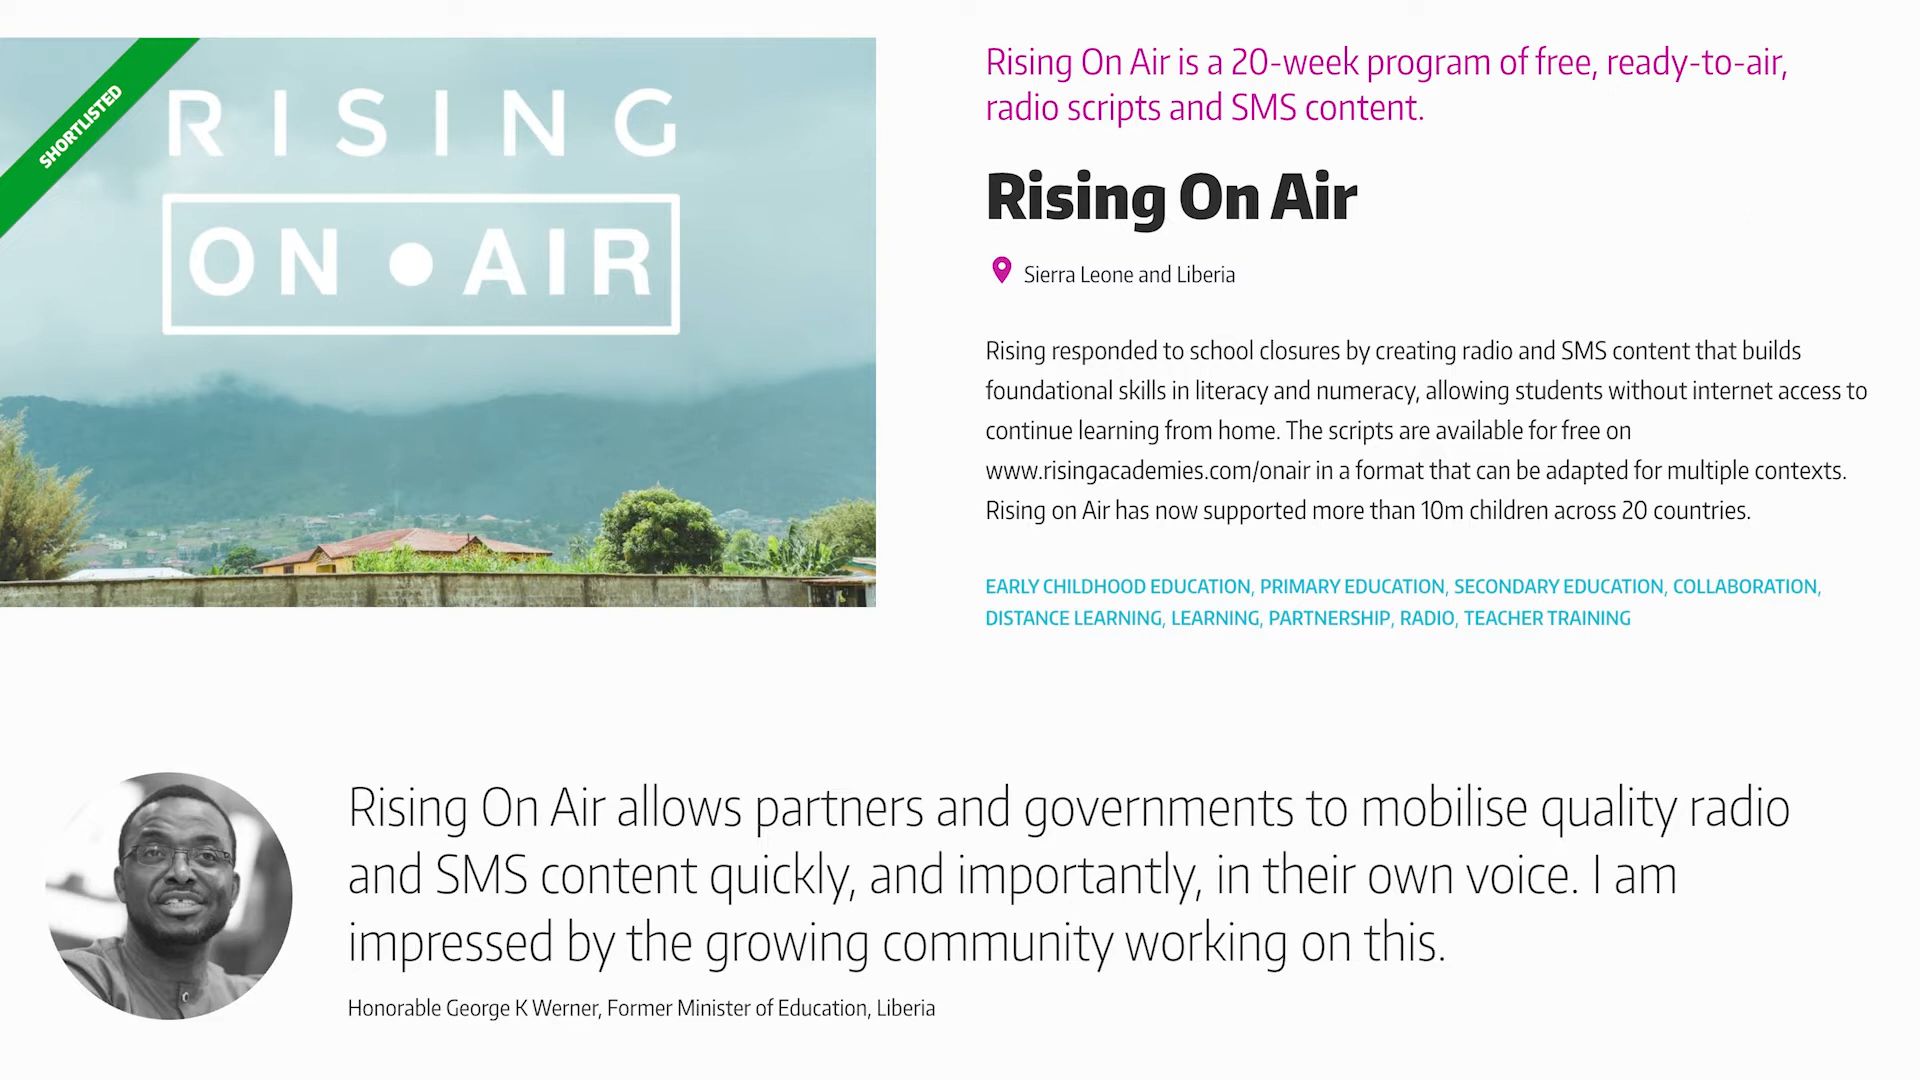 SHORTLISTED
RISING
ON AIR
Rising On Air is a 20-week program of free, ready-to-air,
radio scripts and SMS content.
Rising On Air
Sierra Leone and Liberia
Rising responded to school closures by creating radio and SMS content that builds
foundational skills in literacy and numeracy, allowing students without internet access to
continue learning from home. The scripts are available for free on
www.risingacademies.com/onair in a format that can be adapted for multiple contexts.
Rising on Air has now supported more than 10m children across 20 countries.
EARLY CHILDHOOD EDUCATION, PRIMARY EDUCATION, SECONDARY EDUCATION, COLLABORATION,
DISTANCE LEARNING, LEARNING, PARTNERSHIP, RADIO, TEACHER TRAINING
Rising On Air allows partners and governments to mobilise quality radio
and SMS content quickly, and importantly, in their own voice. I am
impressed by the growing community working on this.
Honorable George K Werner, Former Minister of Education, Liberia